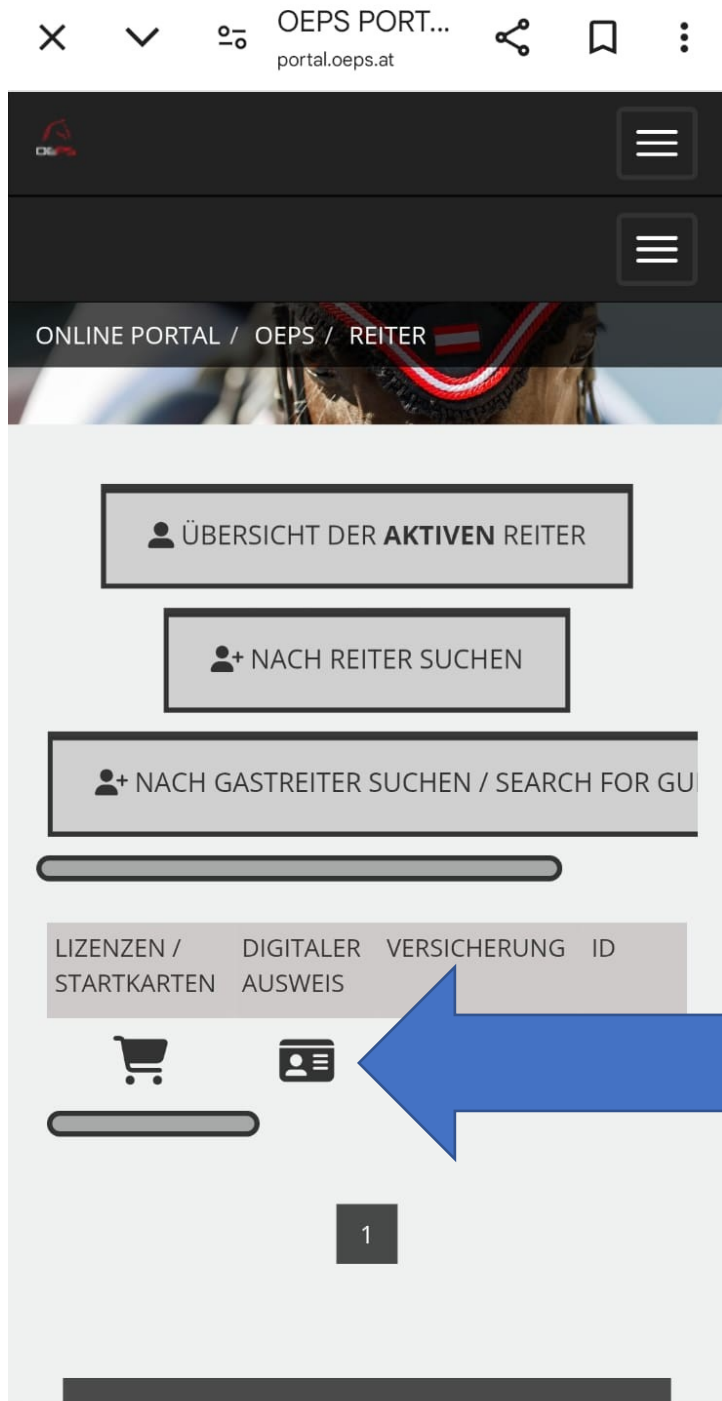 OEPS PORT...
portal.oeps.at
OEPS
ONLINE PORTAL / OEPS / REITER
ÜBERSICHT DER AKTIVEN REITER
NACH REITER SUCHEN
NACH GASTREITER SUCHEN / SEARCH FOR GU
LIZENZEN / STARTKARTEN
DIGITALER AUSWEIS
VERSICHERUNG
ID
1